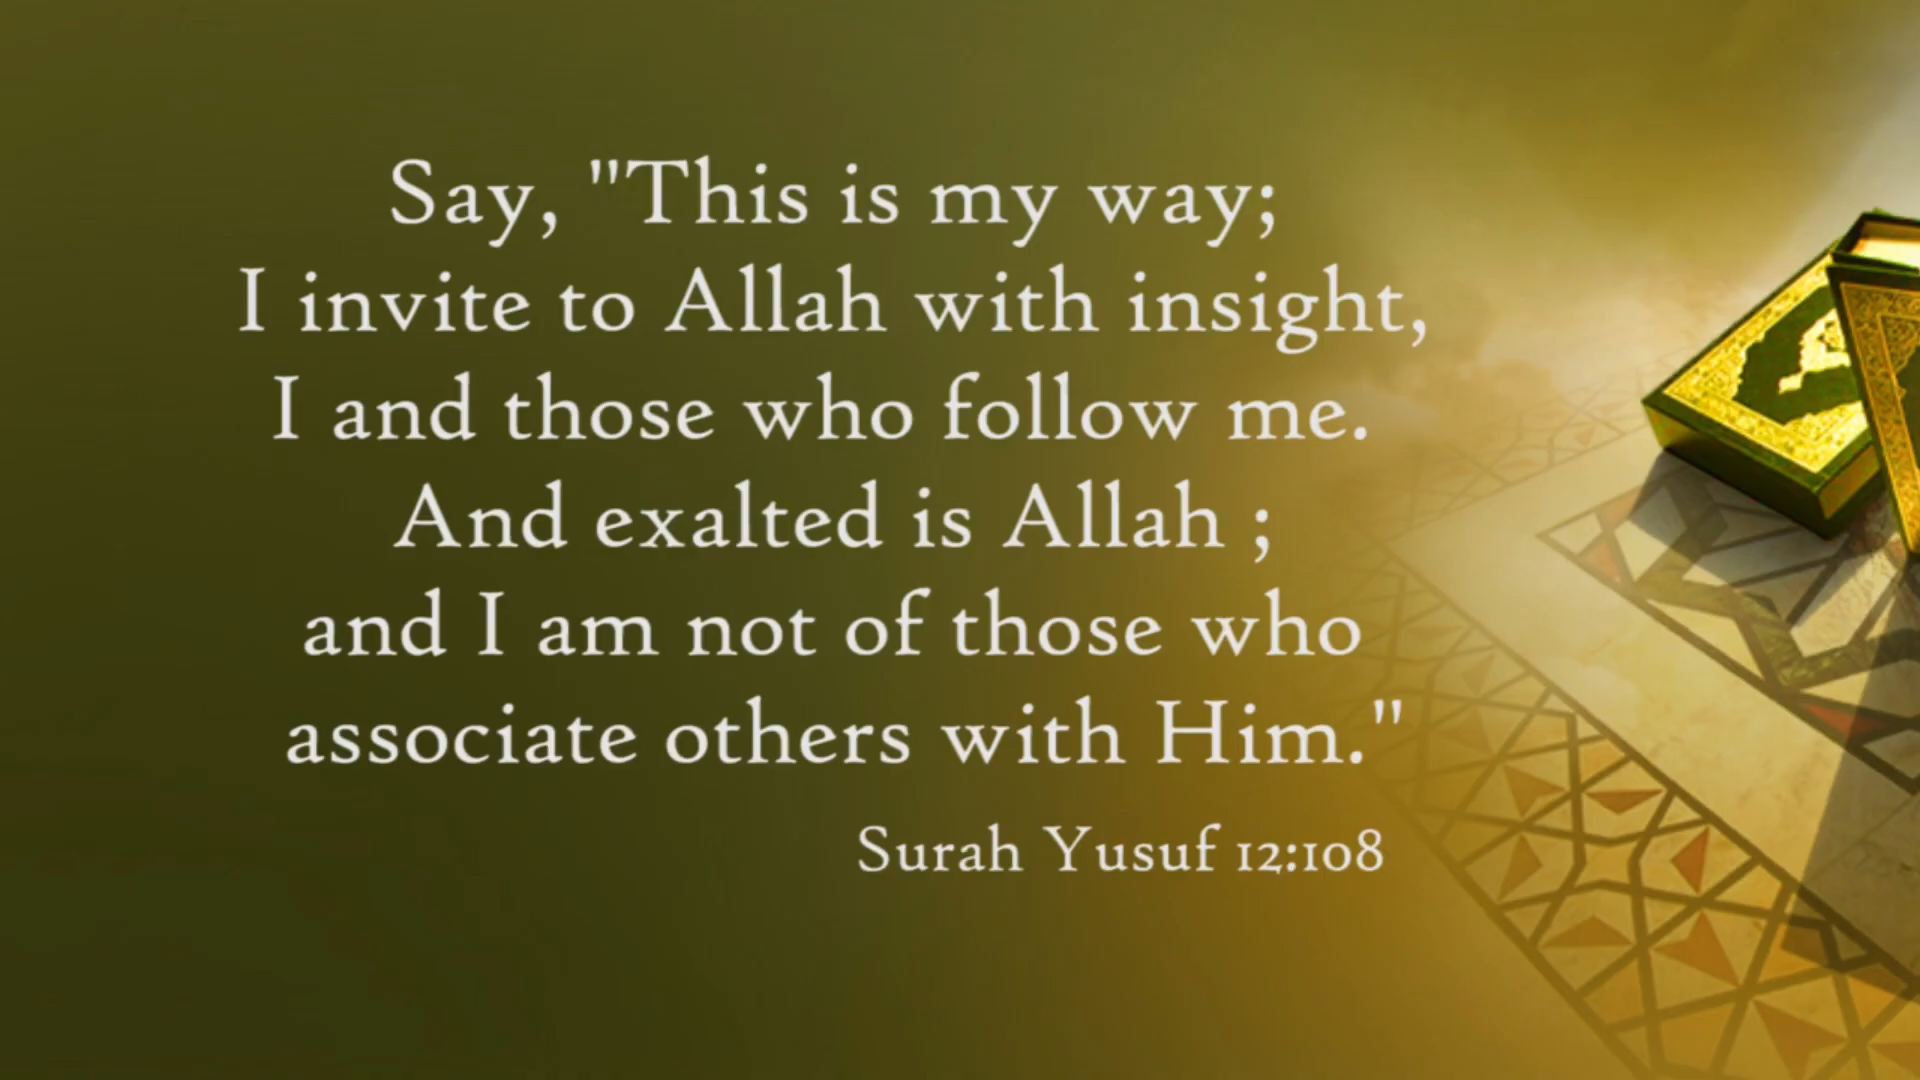 Say, "This is my way;
I invite to Allah with insight,
I and those who follow me.
And exalted is Allah ;
and I am not of those who
associate others with Him."
Surah Yusuf 12:108